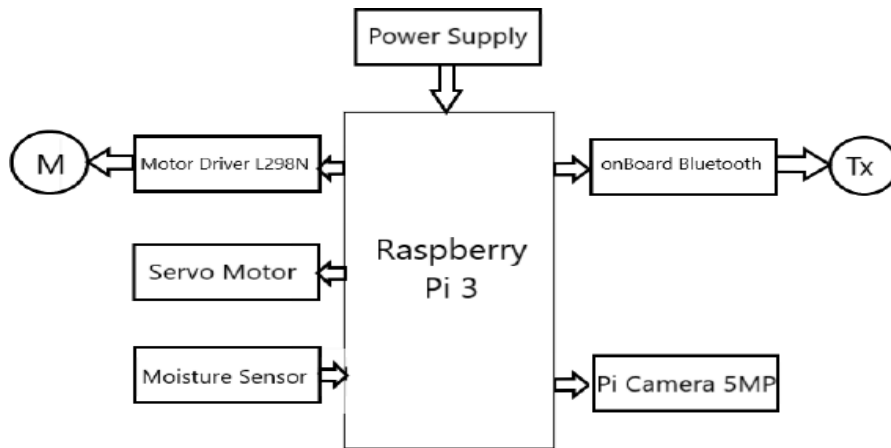 Power Supply
M
Motor Driver L298N
onBoard Bluetooth
Tx
Servo Motor
Raspberry
Pi 3
Moisture Sensor
Pi Camera 5MP